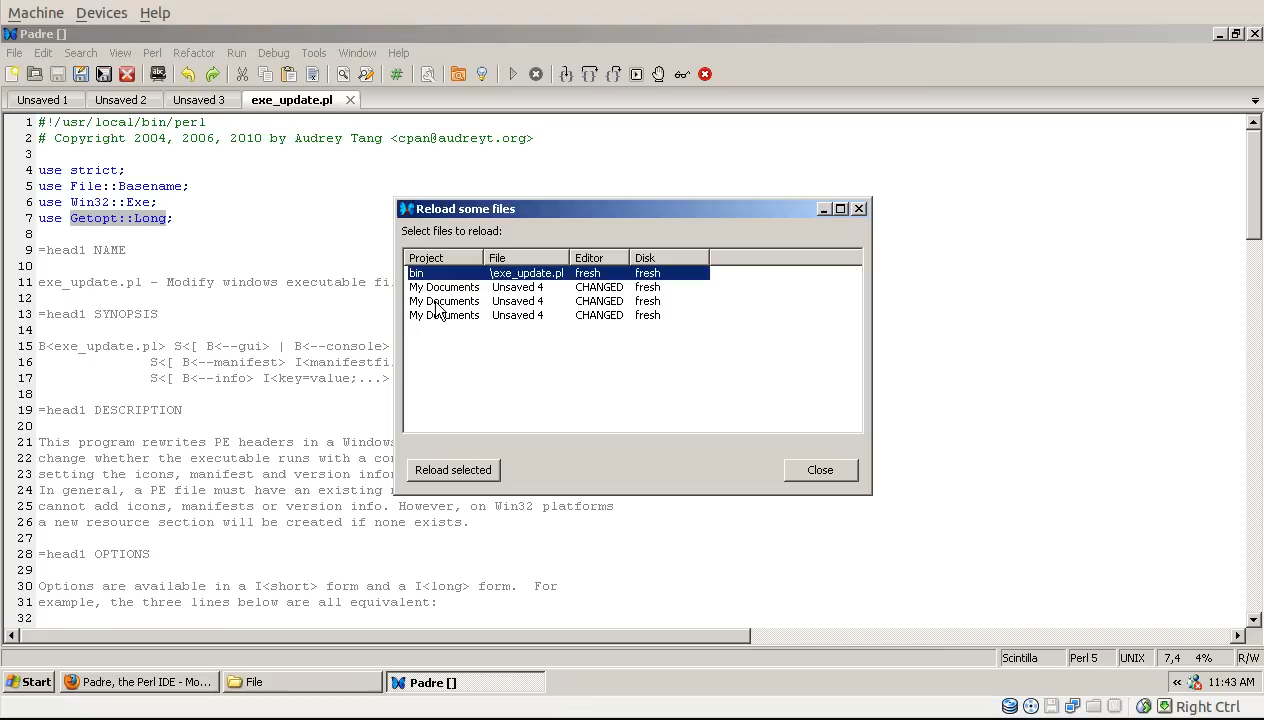 Machine Devices Help
Padre []
File Edit Search View Perl Refactor Run Debug Tools Window Help
Unsaved 1 Unsaved 2 Unsaved 3 exe_update.pl
1 #!/usr/local/bin/perl
2 # Copyright 2004, 2006, 2010 by Audrey Tang <cpan@audreyt.org>
3
4 use strict;
5 use File::Basename;
6 use Win32::Exe;
7 use Getopt::Long;
8
9 =head1 NAME
10
11 exe_update.pl - Modify windows executable fi
12
13 =head1 SYNOPSIS
14
15 B<exe_update.pl> S<[ B<--gui> | B<--console>
16 S<[ B<--manifest> I<manifestfi
17 S<[ B<--info> I<key=value;...>
18
19 =head1 DESCRIPTION
20
21 This program rewrites PE headers in a Windows
22 change whether the executable runs with a con
23 setting the icons, manifest and version infor
24 In general, a PE file must have an existing
25 cannot add icons, manifests or version info. However, on Win32 platforms
26 a new resource section will be created if none exists.
27
28 =head1 OPTIONS
29
30 Options are available in a I<short> form and a I<long> form. For
31 example, the three lines below are all equivalent:
32
Reload some files
Select files to reload:
Project File Editor Disk
bin \exe_update.pl fresh fresh
My Documents Unsaved 4 CHANGED fresh
My Documents Unsaved 4 CHANGED fresh
My Documents Unsaved 4 CHANGED fresh
Reload selected Close
Scintilla Perl 5 UNIX 7,4 4% R/W
Start Padre, the Perl IDE - Mo... File Padre [] « 11:43 AM
Right Ctrl